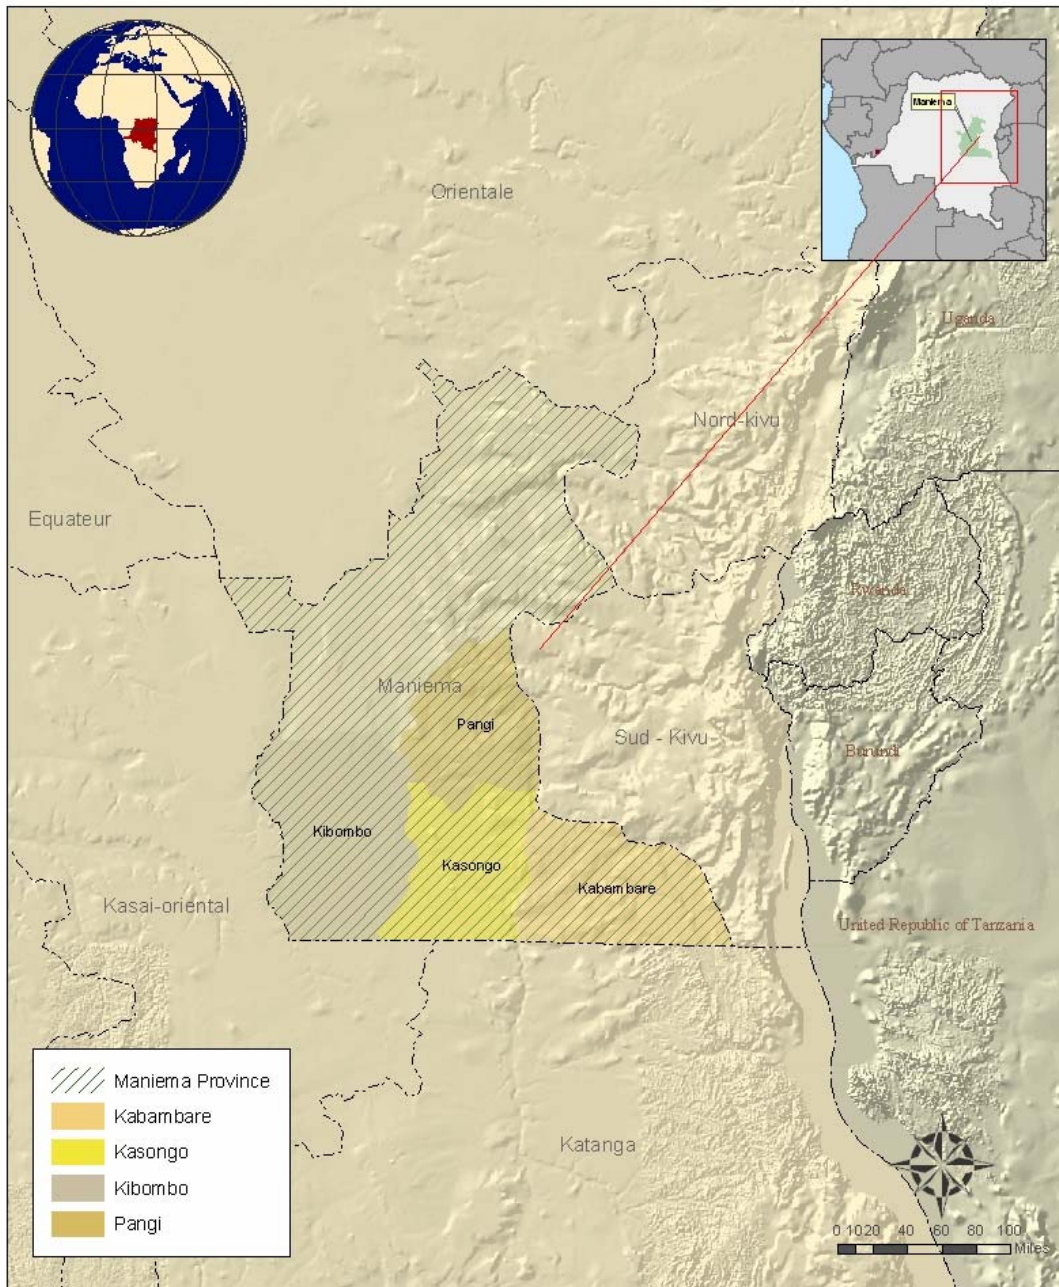 Maniema
Orientale
Uganda
Nord-kivu
Equateur
Rwanda
Maniema
Pangi
Sud - Kivu
Burundi
Kibombo
Kasongo
Kabambare
Kasai-oriental
United Republic of Tanzania
Maniema Province
Kabambare
Kasongo
Kibombo
Pangi
Katanga
0 10 20 40 60 80 100
Miles